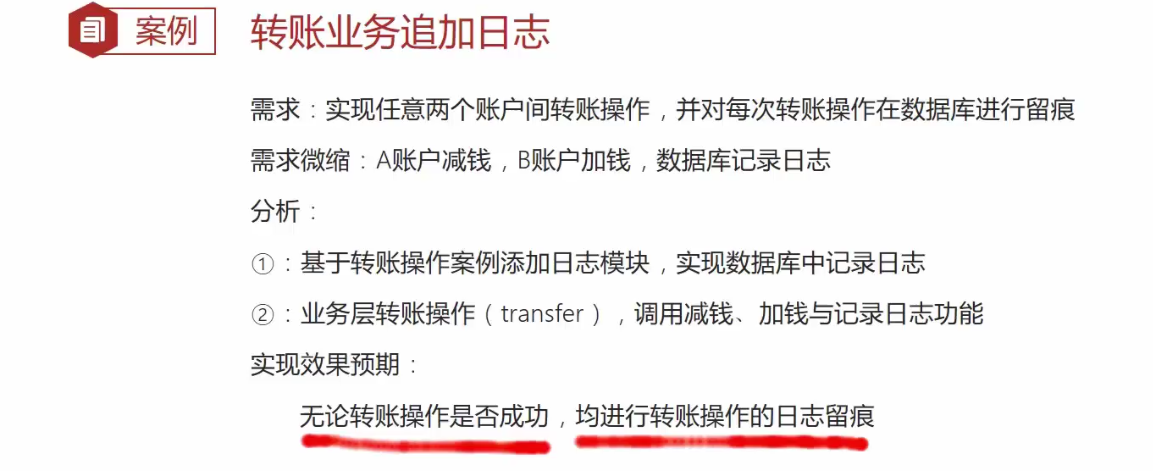 案例
转账业务追加日志
需求：实现任意两个账户间转账操作，并对每次转账操作在数据库进行留痕
需求微缩：A账户减钱，B账户加钱，数据库记录日志
分析：
①：基于转账操作案例添加日志模块，实现数据库中记录日志
②：业务层转账操作（transfer），调用减钱、加钱与记录日志功能
实现效果预期：
无论转账操作是否成功，均进行转账操作的日志留痕